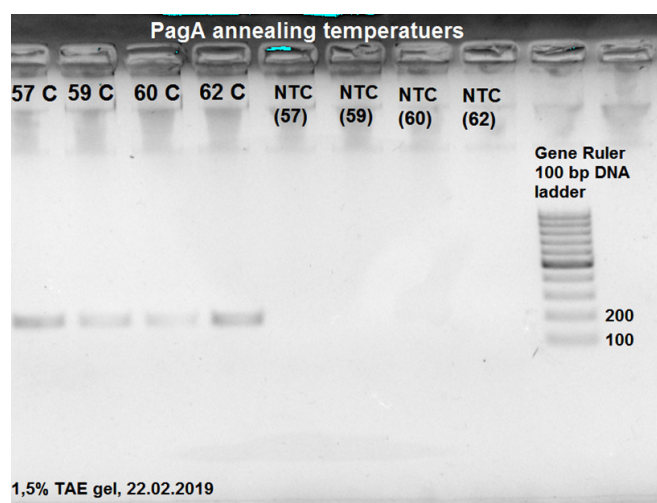 PagA annealing temperatuers
57 C 59 C 60 C 62 C NTC NTC NTC NTC
(57) (59) (60) (62)
Gene Ruler
100 bp DNA
ladder
200
100
1,5% TAE gel, 22.02.2019